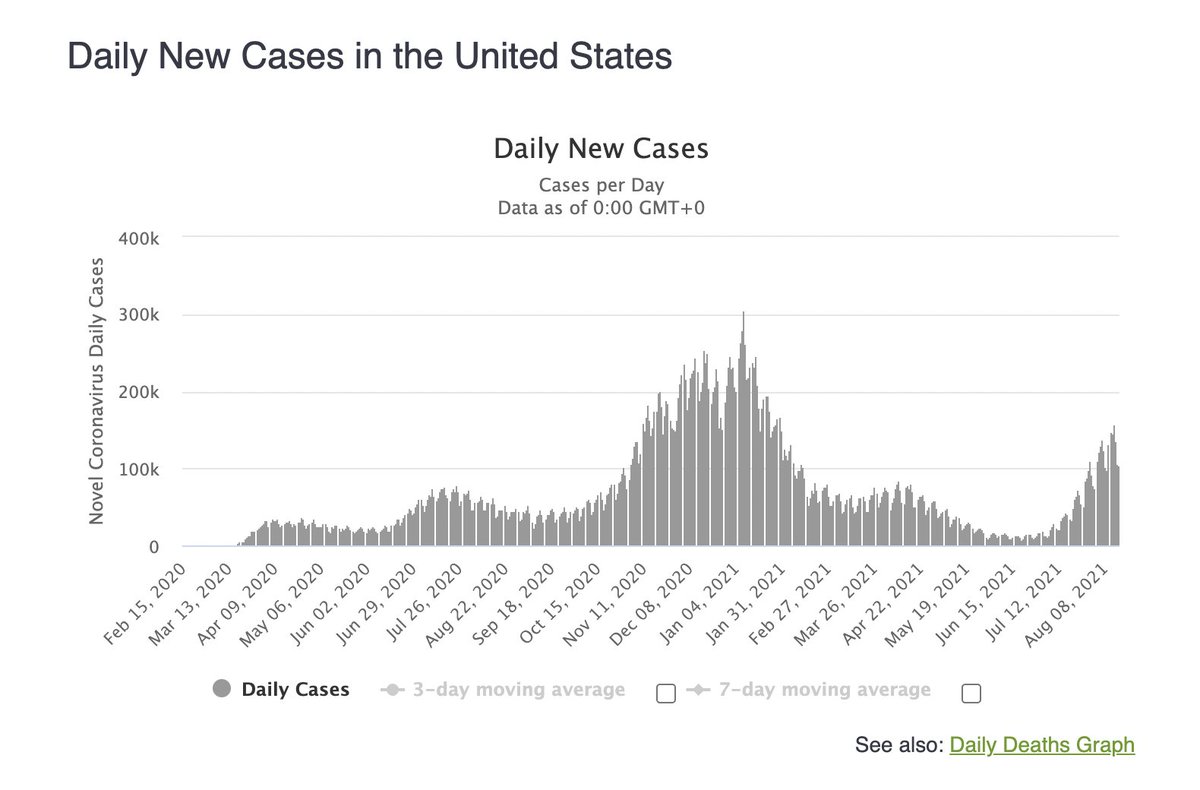 Daily New Cases in the United States
Daily New Cases
Cases per Day
Data as of 0:00 GMT+0
Novel Coronavirus Daily Cases
400k
300k
200k
100k
0
Feb 15, 2020
Mar 13, 2020
Apr 09, 2020
May 06, 2020
Jun 02, 2020
Jun 29, 2020
Jul 26, 2020
Aug 22, 2020
Sep 18, 2020
Oct 15, 2020
Nov 11, 2020
Dec 08, 2020
Jan 04, 2021
Jan 31, 2021
Feb 27, 2021
Mar 26, 2021
Apr 22, 2021
May 19, 2021
Jun 15, 2021
Jul 12, 2021
Aug 08, 2021
Daily Cases 3-day moving average 7-day moving average
See also: Daily Deaths Graph